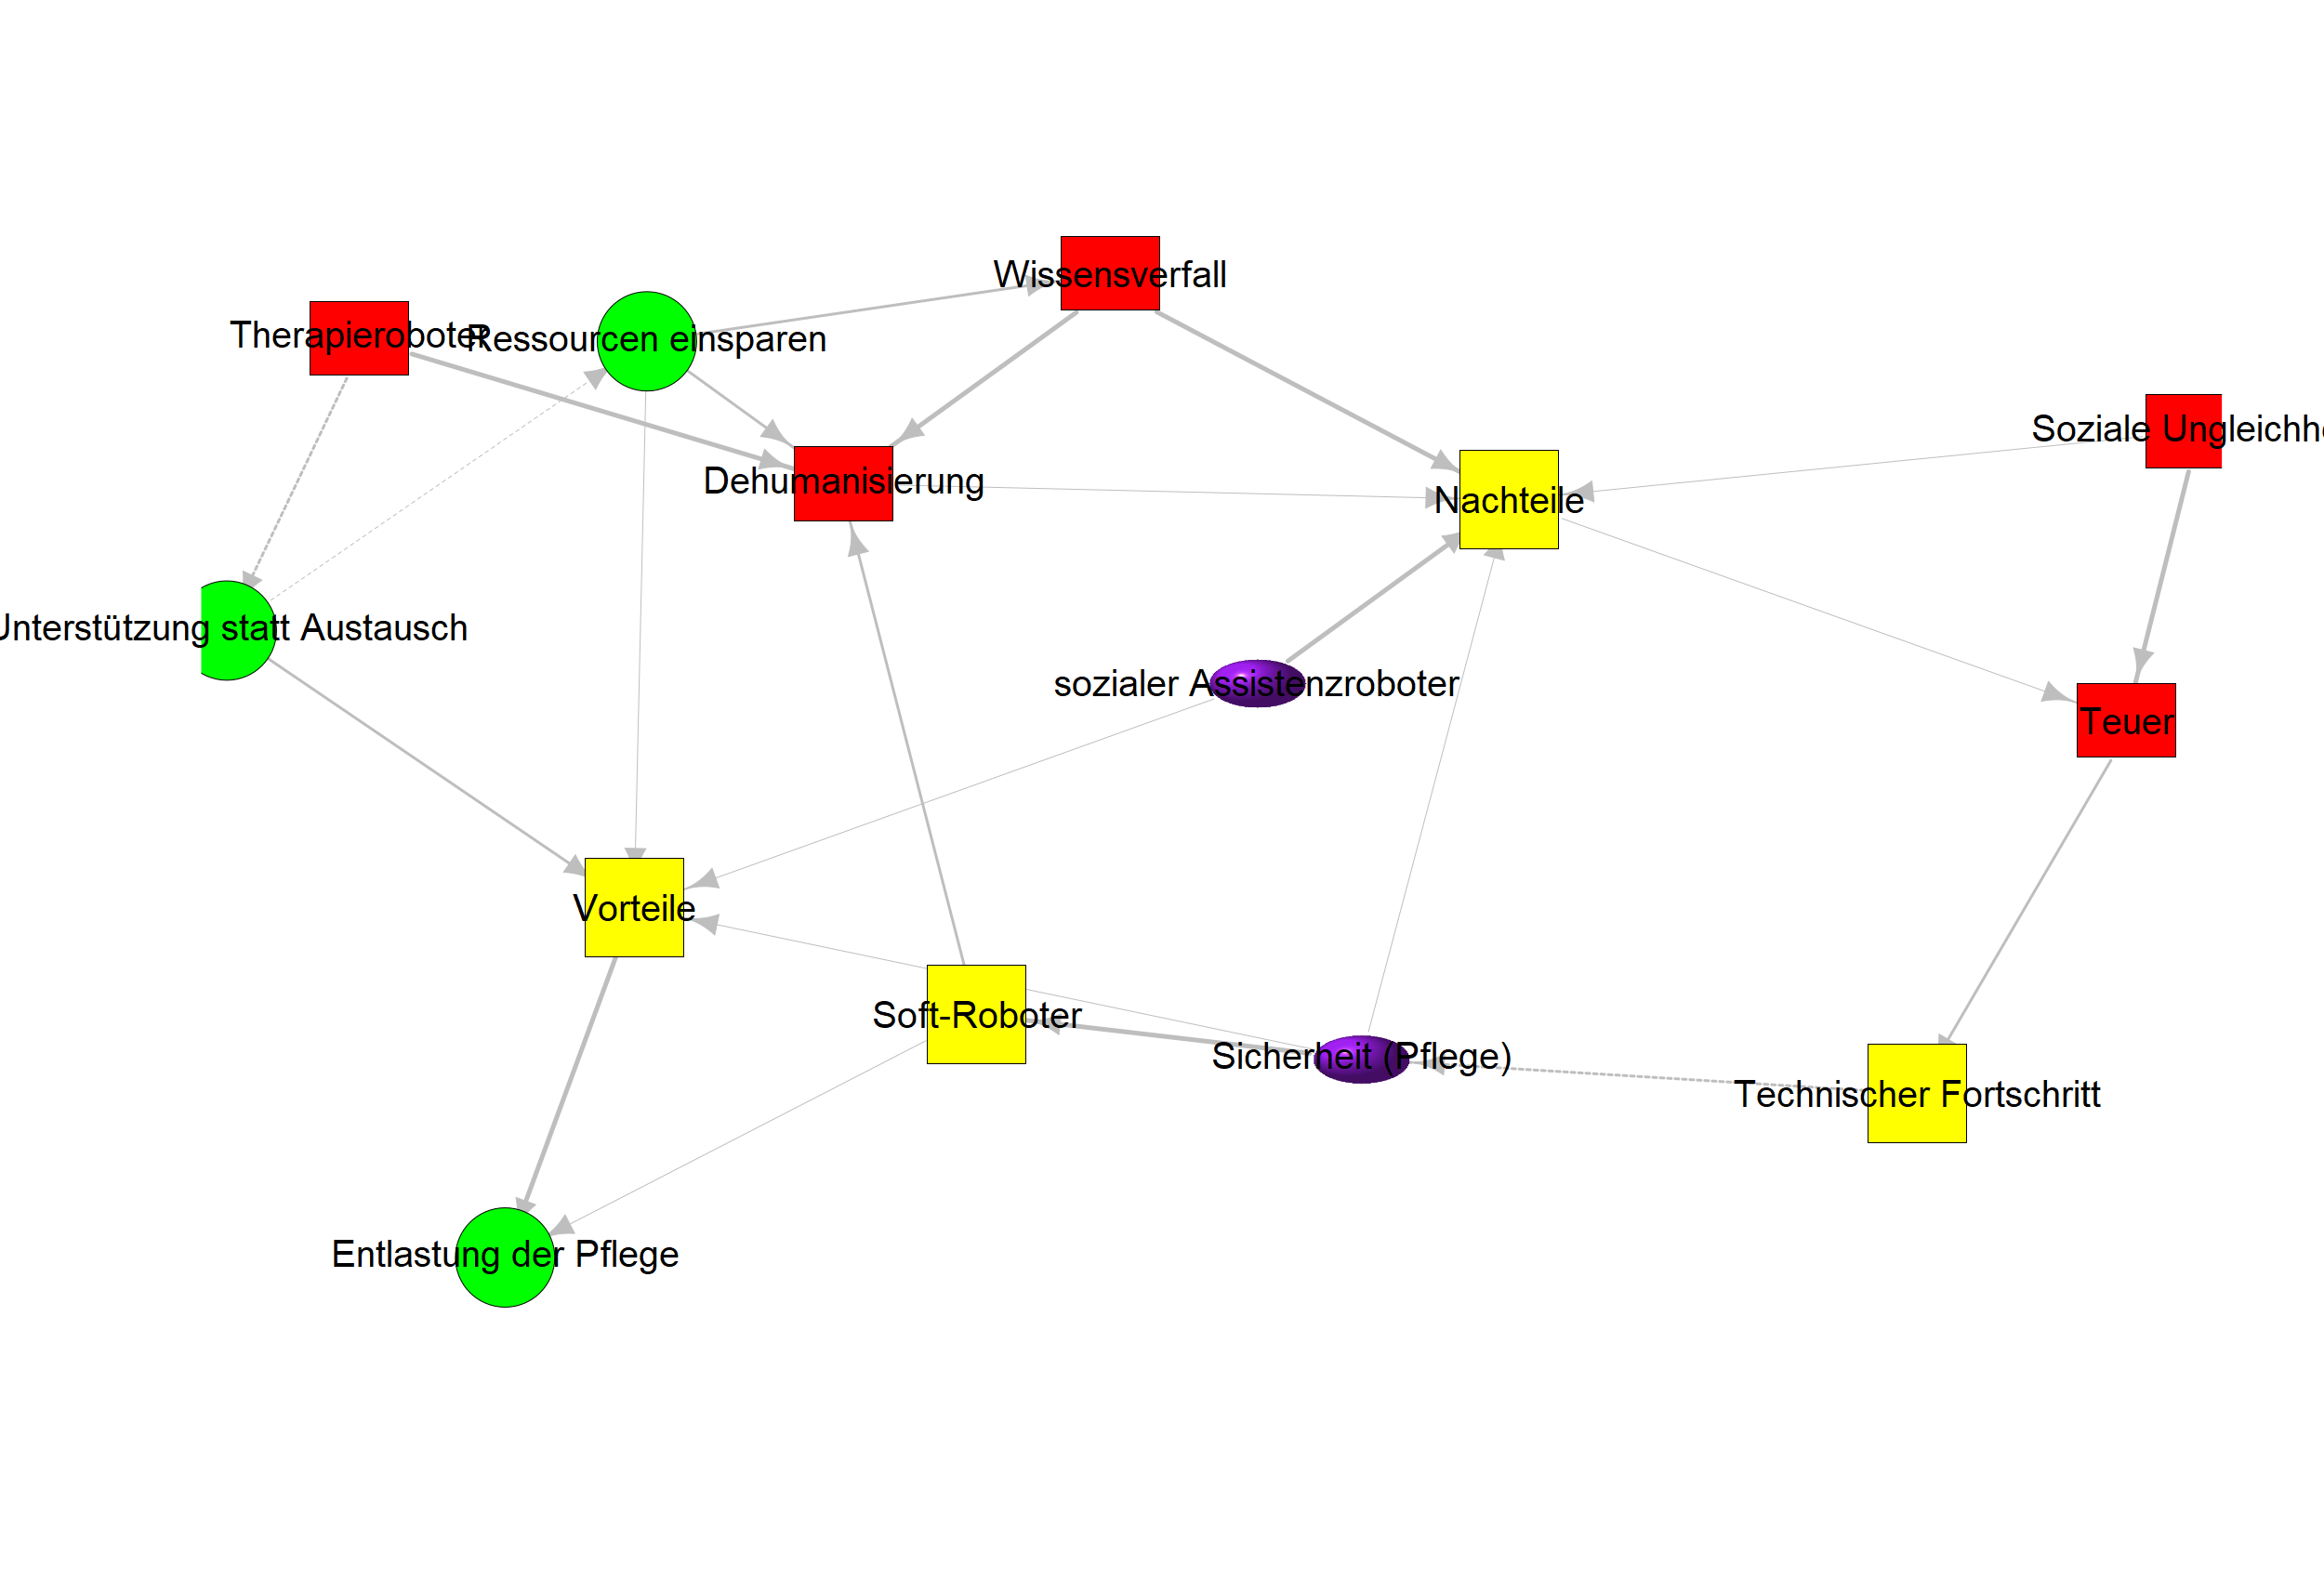 Wissensverfall
Therapieroboter
Ressourcen einsparen
Soziale Ungleichh
Dehumanisierung
Nachteile
Unterstützung statt Austausch
sozialer Assistenzroboter
Teuer
Vorteile
Soft-Roboter
Sicherheit (Pflege)
Technischer Fortschritt
Entlastung der Pflege